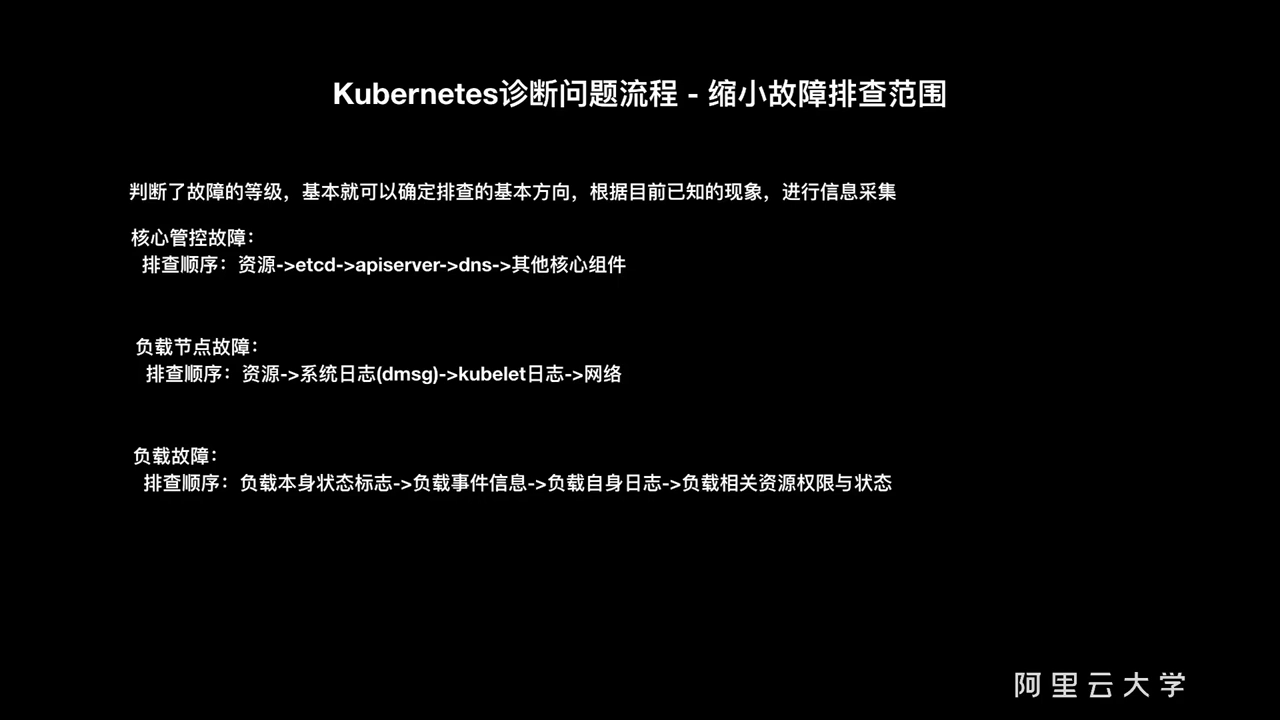 Kubernetes诊断问题流程 - 缩小故障排查范围
判断了故障的等级，基本就可以确定排查的基本方向，根据目前已知的现象，进行信息采集
核心管控故障：
排查顺序：资源->etcd->apiserver->dns->其他核心组件
负载节点故障：
排查顺序：资源->系统日志(dmsg)->kubelet日志->网络
负载故障：
排查顺序：负载本身状态标志->负载事件信息->负载自身日志->负载相关资源权限与状态
阿里云大学